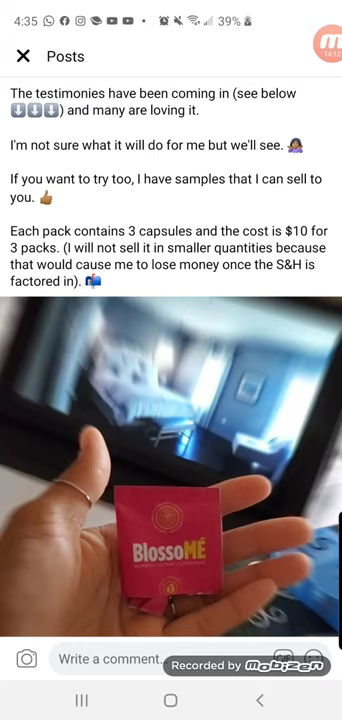 4:35
39%
14:12
Posts
The testimonies have been coming in (see below
⬇️⬇️⬇️) and many are loving it.
I'm not sure what it will do for me but we'll see. 🤷🏾‍♀️
If you want to try too, I have samples that I can sell to
you. 👍🏾
Each pack contains 3 capsules and the cost is $10 for
3 packs. (I will not sell it in smaller quantities because
that would cause me to lose money once the S&H is
factored in). 📬
BlossoMÉ
Write a comment...
GIF
Recorded by mobizen